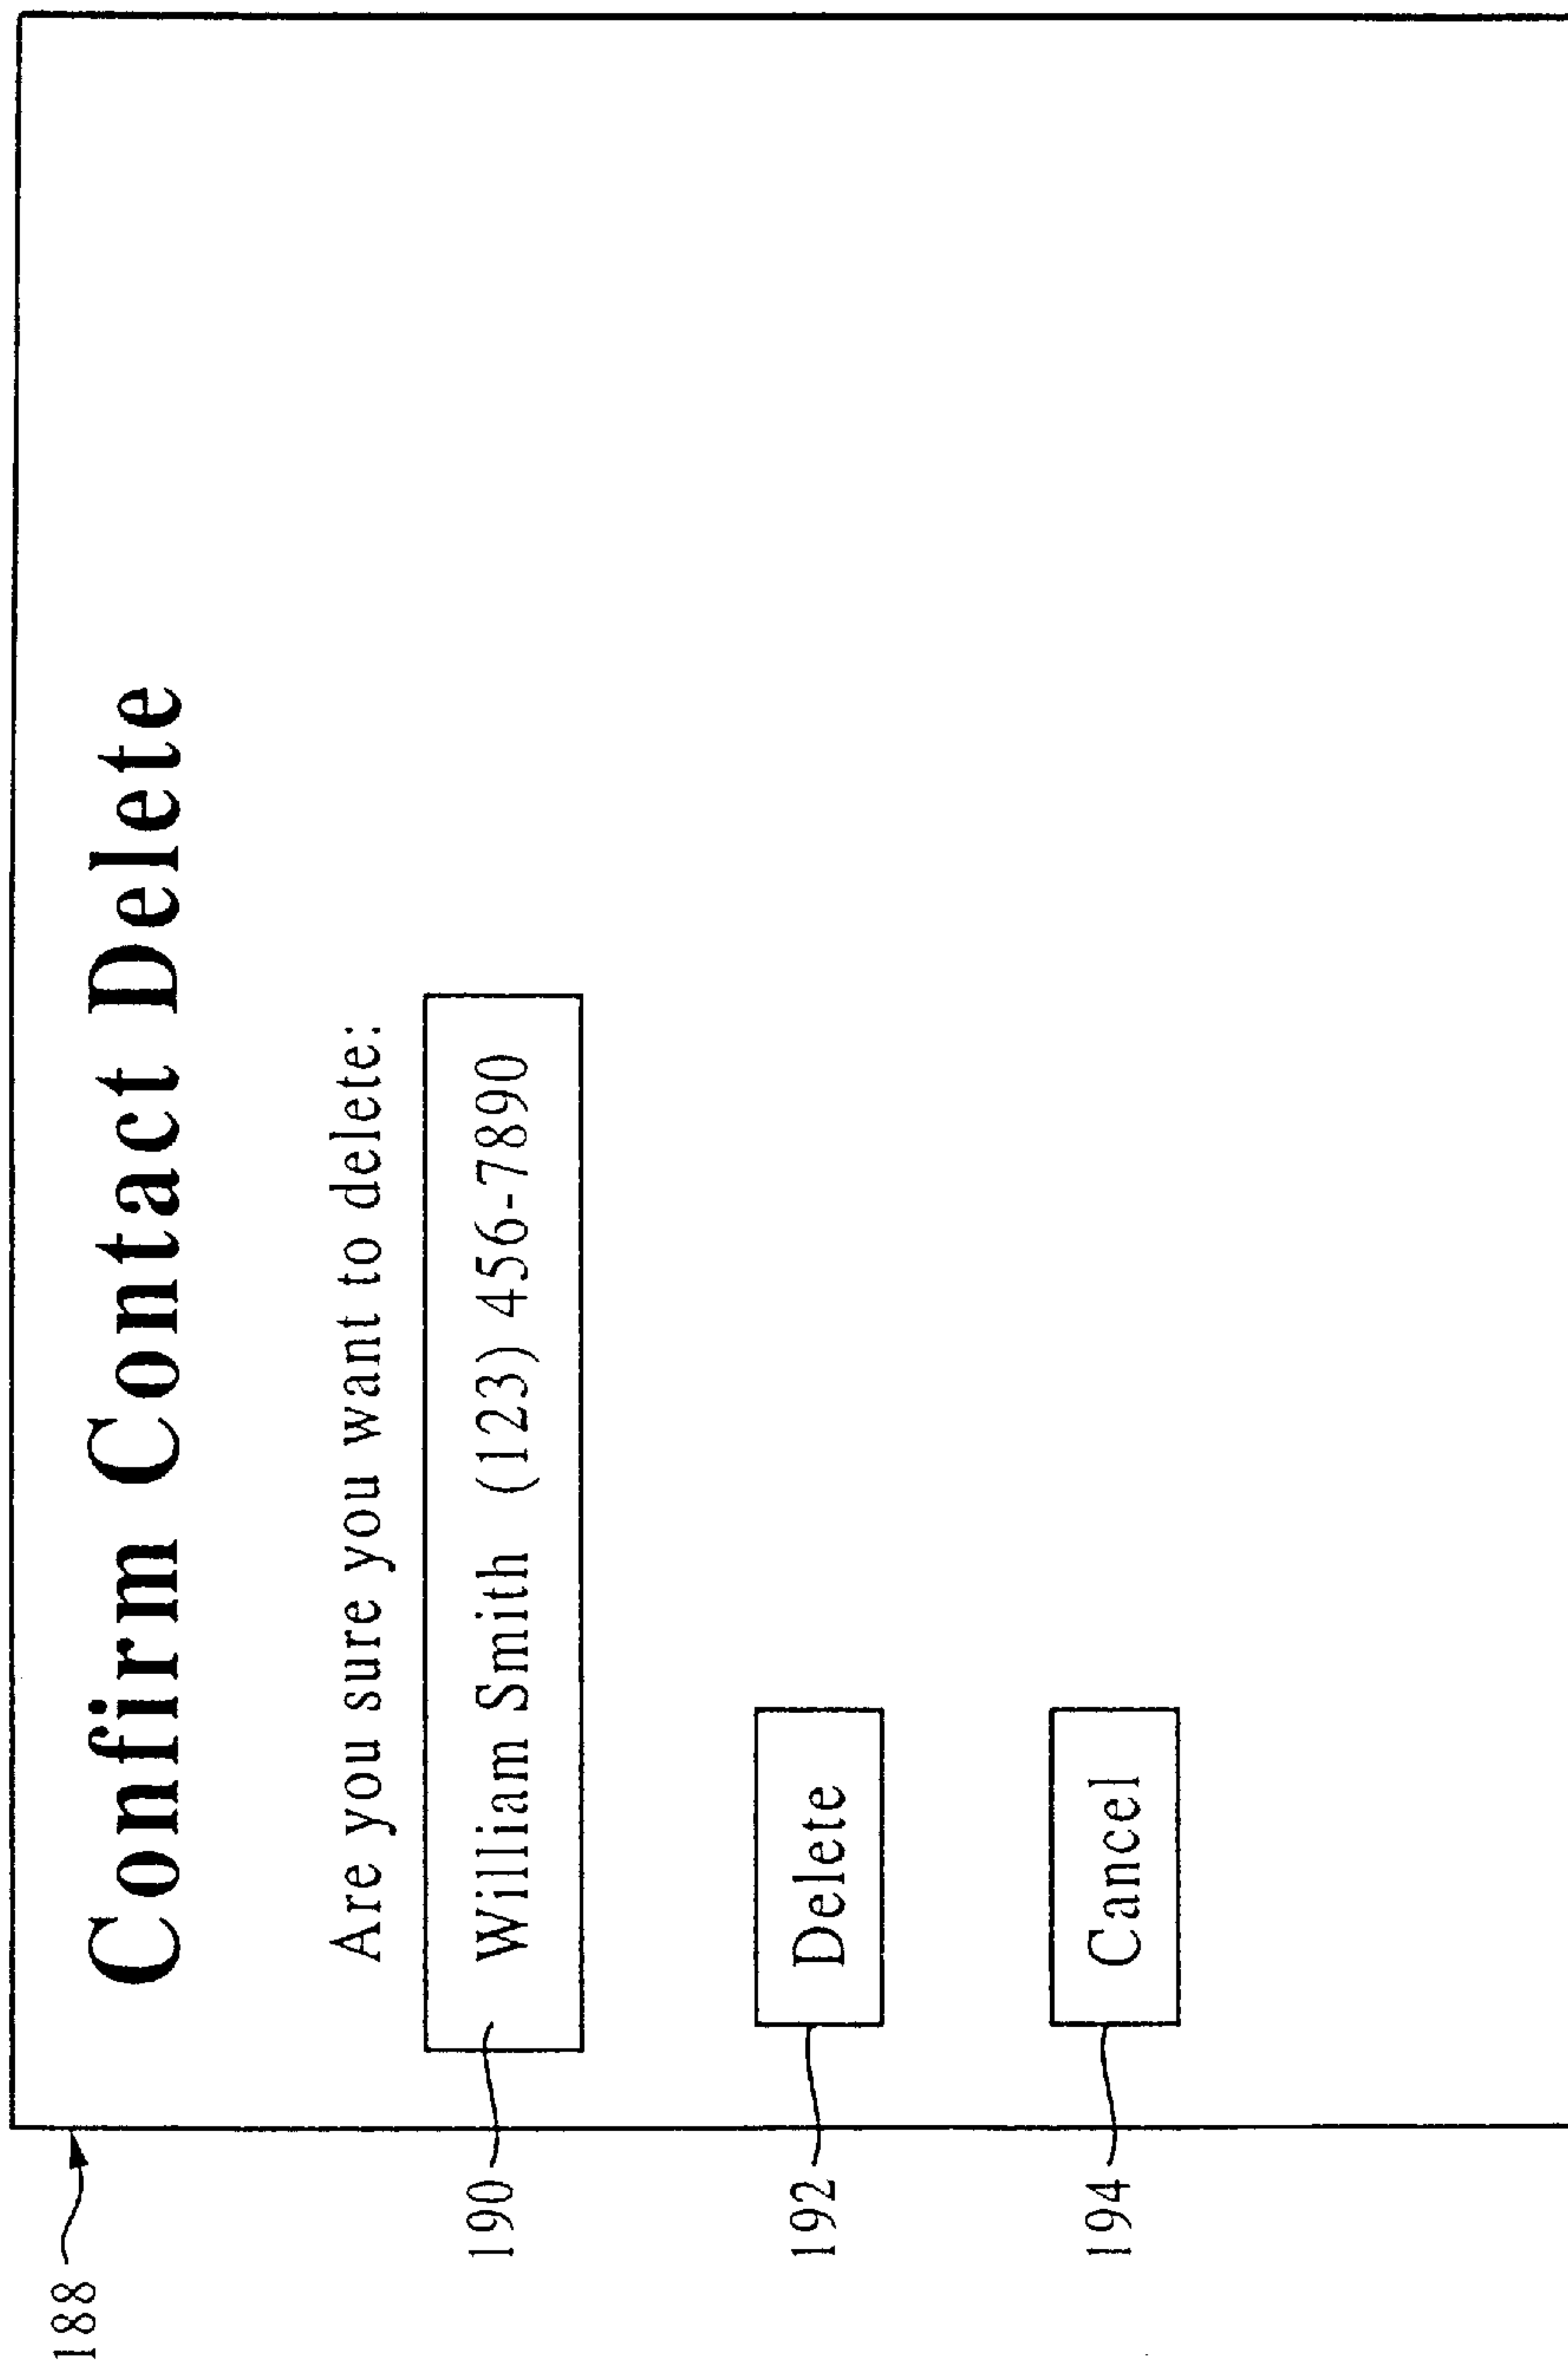 188
Confirm Contact Delete
Are you sure you want to delete:
190 William Smith (123) 456-7890
192 Delete
194 Cancel